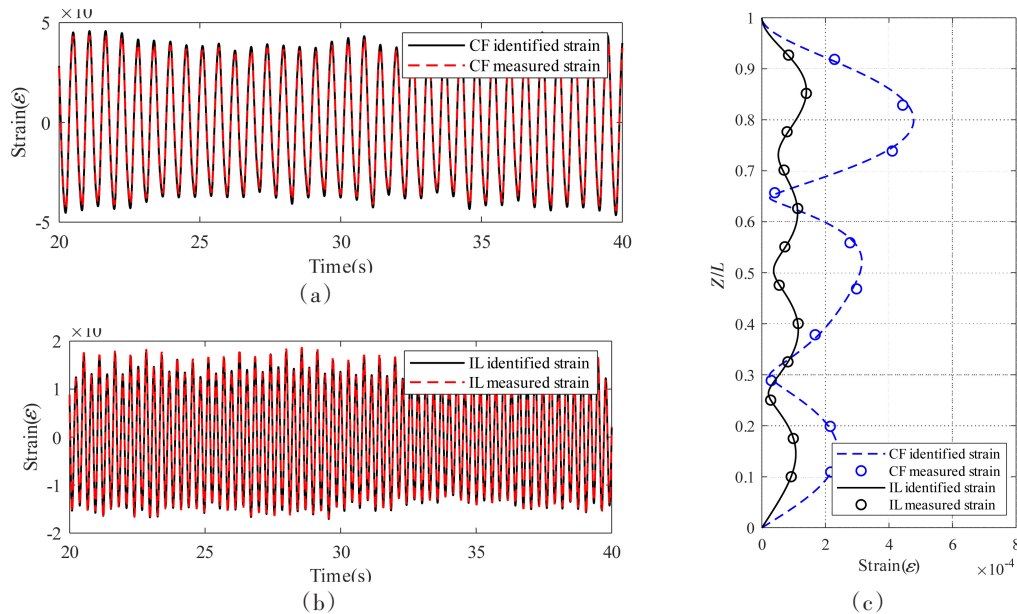 5 ×10
CF identified strain
CF measured strain
Strain(ε)
0
-5
20 25 30 35 40
Time(s)
(a)
2 ×10
IL identified strain
IL measured strain
1
Strain(ε)
0
-1
-2
20 25 30 35 40
Time(s)
(b)
1
0.9
0.8
0.7
0.6
Z/L
0.5
0.4
0.3
0.2
0.1
0
CF identified strain
CF measured strain
IL identified strain
IL measured strain
0 2 4 6 8
Strain(ε) ×10⁻⁴
(c)